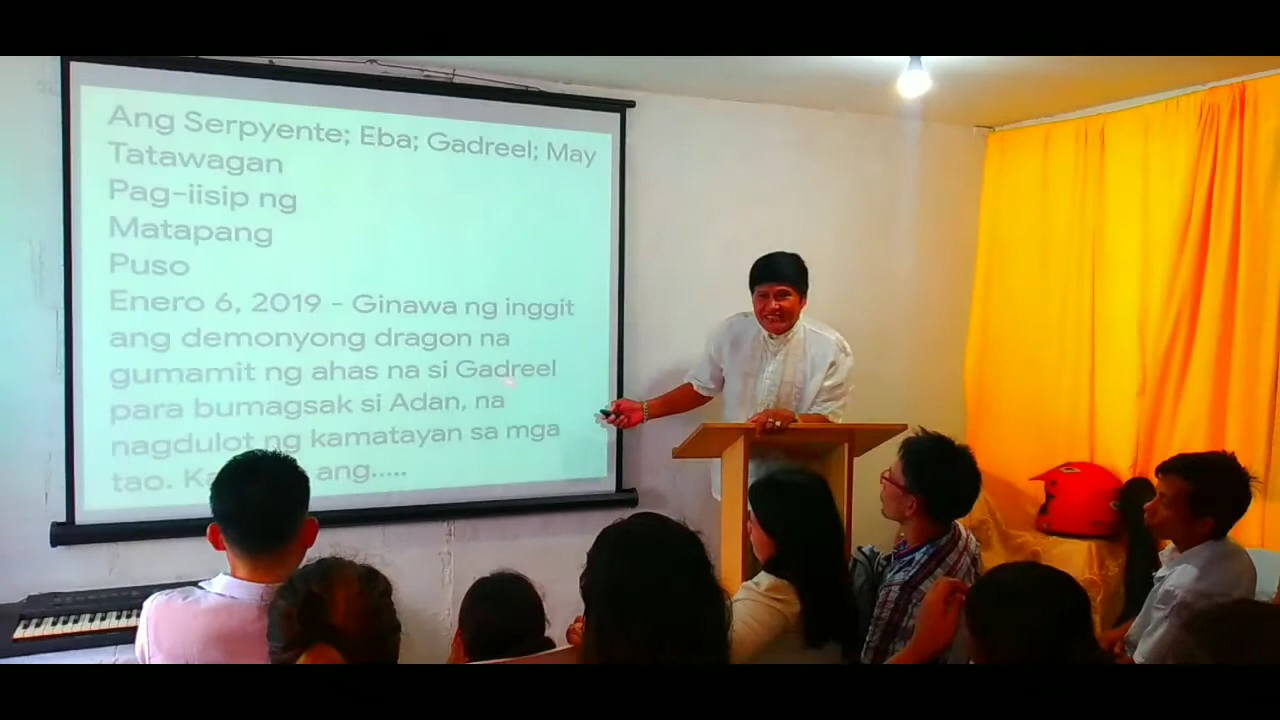 Ang Serpyente; Eba; Gadreel; May
Tatawagan
Pag-iisip ng
Matapang
Puso
Enero 6, 2019 - Ginawa ng inggit
ang demonyong dragon na
gumamit ng ahas na si Gadreel
para bumagsak si Adan, na
nagdulot ng kamatayan sa mga
tao. ang.....